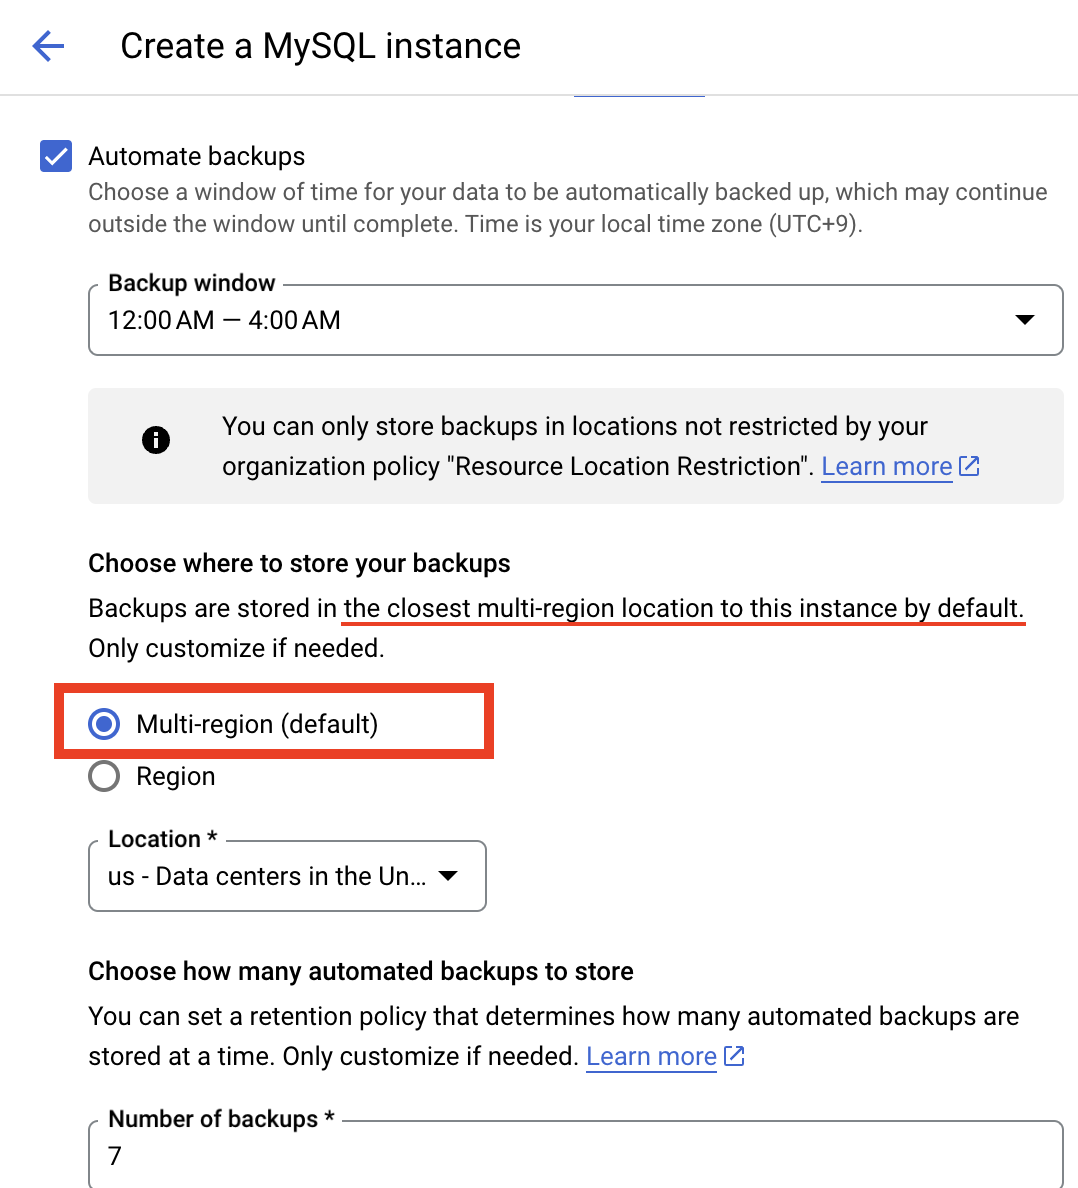 Create a MySQL instance
Automate backups
Choose a window of time for your data to be automatically backed up, which may continue
outside the window until complete. Time is your local time zone (UTC+9).
Backup window
12:00 AM — 4:00 AM
You can only store backups in locations not restricted by your
organization policy "Resource Location Restriction". Learn more
Choose where to store your backups
Backups are stored in the closest multi-region location to this instance by default.
Only customize if needed.
Multi-region (default)
Region
Location *
us - Data centers in the Un...
Choose how many automated backups to store
You can set a retention policy that determines how many automated backups are
stored at a time. Only customize if needed. Learn more
Number of backups *
7